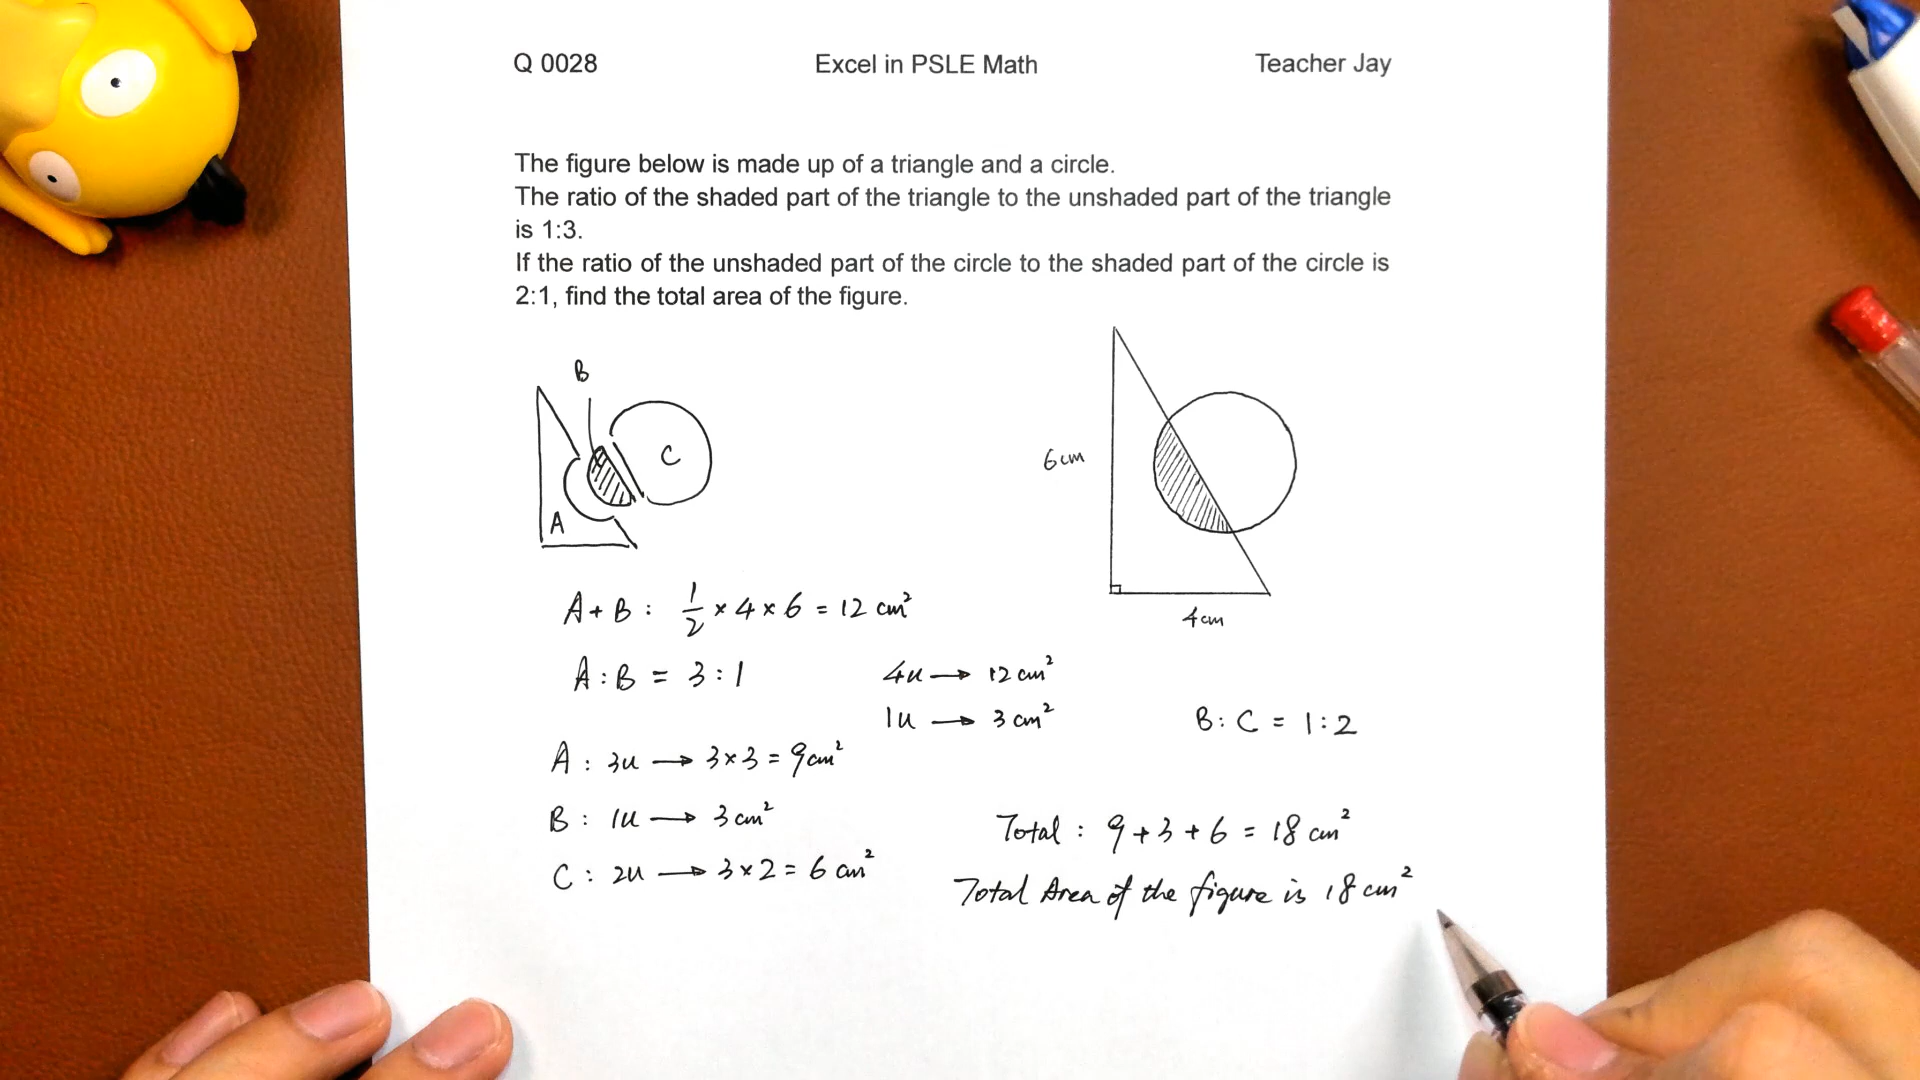 Q 0028 Excel in PSLE Math Teacher Jay
The figure below is made up of a triangle and a circle.
The ratio of the shaded part of the triangle to the unshaded part of the triangle
is 1:3.
If the ratio of the unshaded part of the circle to the shaded part of the circle is
2:1, find the total area of the figure.
B
C
A
6cm
4cm
A + B : 1/2 × 4 × 6 = 12 cm²
A : B = 3 : 1
4u → 12 cm²
1u → 3 cm²
B : C = 1 : 2
A : 3u → 3×3 = 9cm²
B : 1u → 3cm²
C : 2u → 3×2 = 6 cm²
Total : 9 + 3 + 6 = 18 cm²
Total Area of the figure is 18 cm²